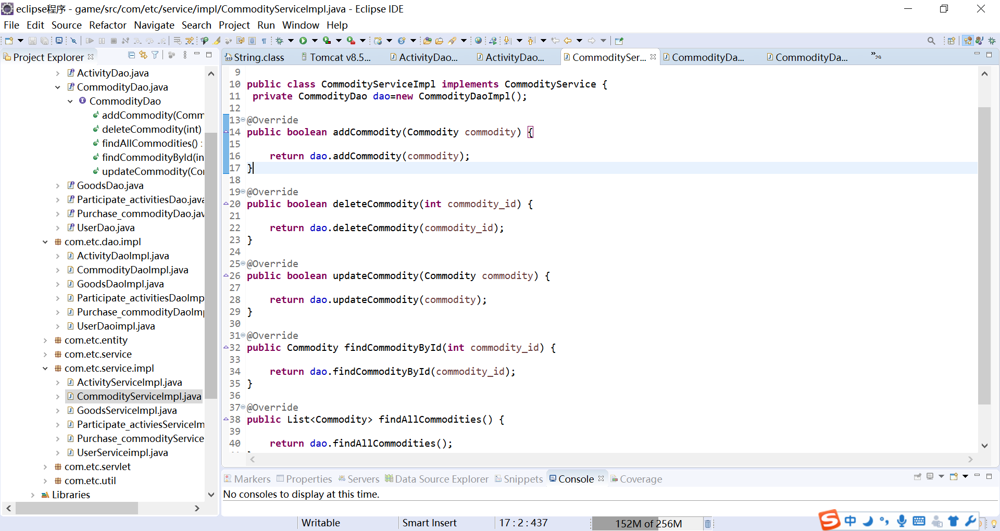 eclipse程序 - game/src/com/etc/service/impl/CommodityServiceImpl.java - Eclipse IDE
File Edit Source Refactor Navigate Search Project Run Window Help
Project Explorer
ActivityDao.java
CommodityDao.java
CommodityDao
addCommodity(Comm
deleteCommodity(int)
findAllCommodities() :
findCommodityById(in
updateCommodity(Co
GoodsDao.java
Participate_activitiesDao.java
Purchase_commodityDao.jav
UserDao.java
com.etc.dao.impl
ActivityDaoImpl.java
CommodityDaoImpl.java
GoodsDaoImpl.java
Participate_activitiesDaoImp
Purchase_commodityDaoImp
UserDaoimpl.java
com.etc.entity
com.etc.service
com.etc.service.impl
ActivityServiceImpl.java
CommodityServiceImpl.java
GoodsServiceImpl.java
Participate_activiesServiceIm
Purchase_commodityService
UserServiceimpl.java
com.etc.servlet
com.etc.util
Libraries
String.class Tomcat v8.5... ActivityDao... ActivityDao... CommoditySer... CommodityDa... CommodityDa... »29
9
10 public class CommodityServiceImpl implements CommodityService {
11 private CommodityDao dao=new CommodityDaoImpl();
12
13 @Override
14 public boolean addCommodity(Commodity commodity) {
15
16 return dao.addCommodity(commodity);
17 }
18
19 @Override
20 public boolean deleteCommodity(int commodity_id) {
21
22 return dao.deleteCommodity(commodity_id);
23 }
24
25 @Override
26 public boolean updateCommodity(Commodity commodity) {
27
28 return dao.updateCommodity(commodity);
29 }
30
31 @Override
32 public Commodity findCommodityById(int commodity_id) {
33
34 return dao.findCommodityById(commodity_id);
35 }
36
37 @Override
38 public List<Commodity> findAllCommodities() {
39
40 return dao.findAllCommodities();
Markers Properties Servers Data Source Explorer Snippets Console Coverage
No consoles to display at this time.
Writable Smart Insert 17 : 2 : 437 152M of 256M
S中